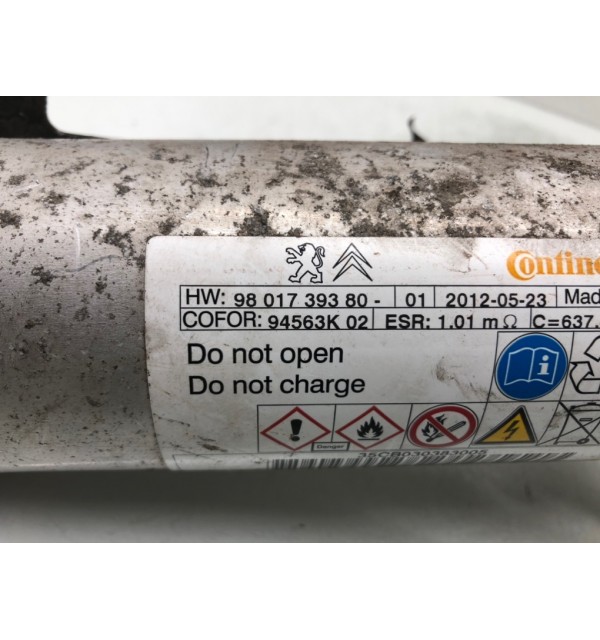 Continen
HW: 98 017 393 80 - 01 2012-05-23 Mad
COFOR: 94563K 02 ESR: 1.01 mΩ C=637.
Do not open
Do not charge
Danger